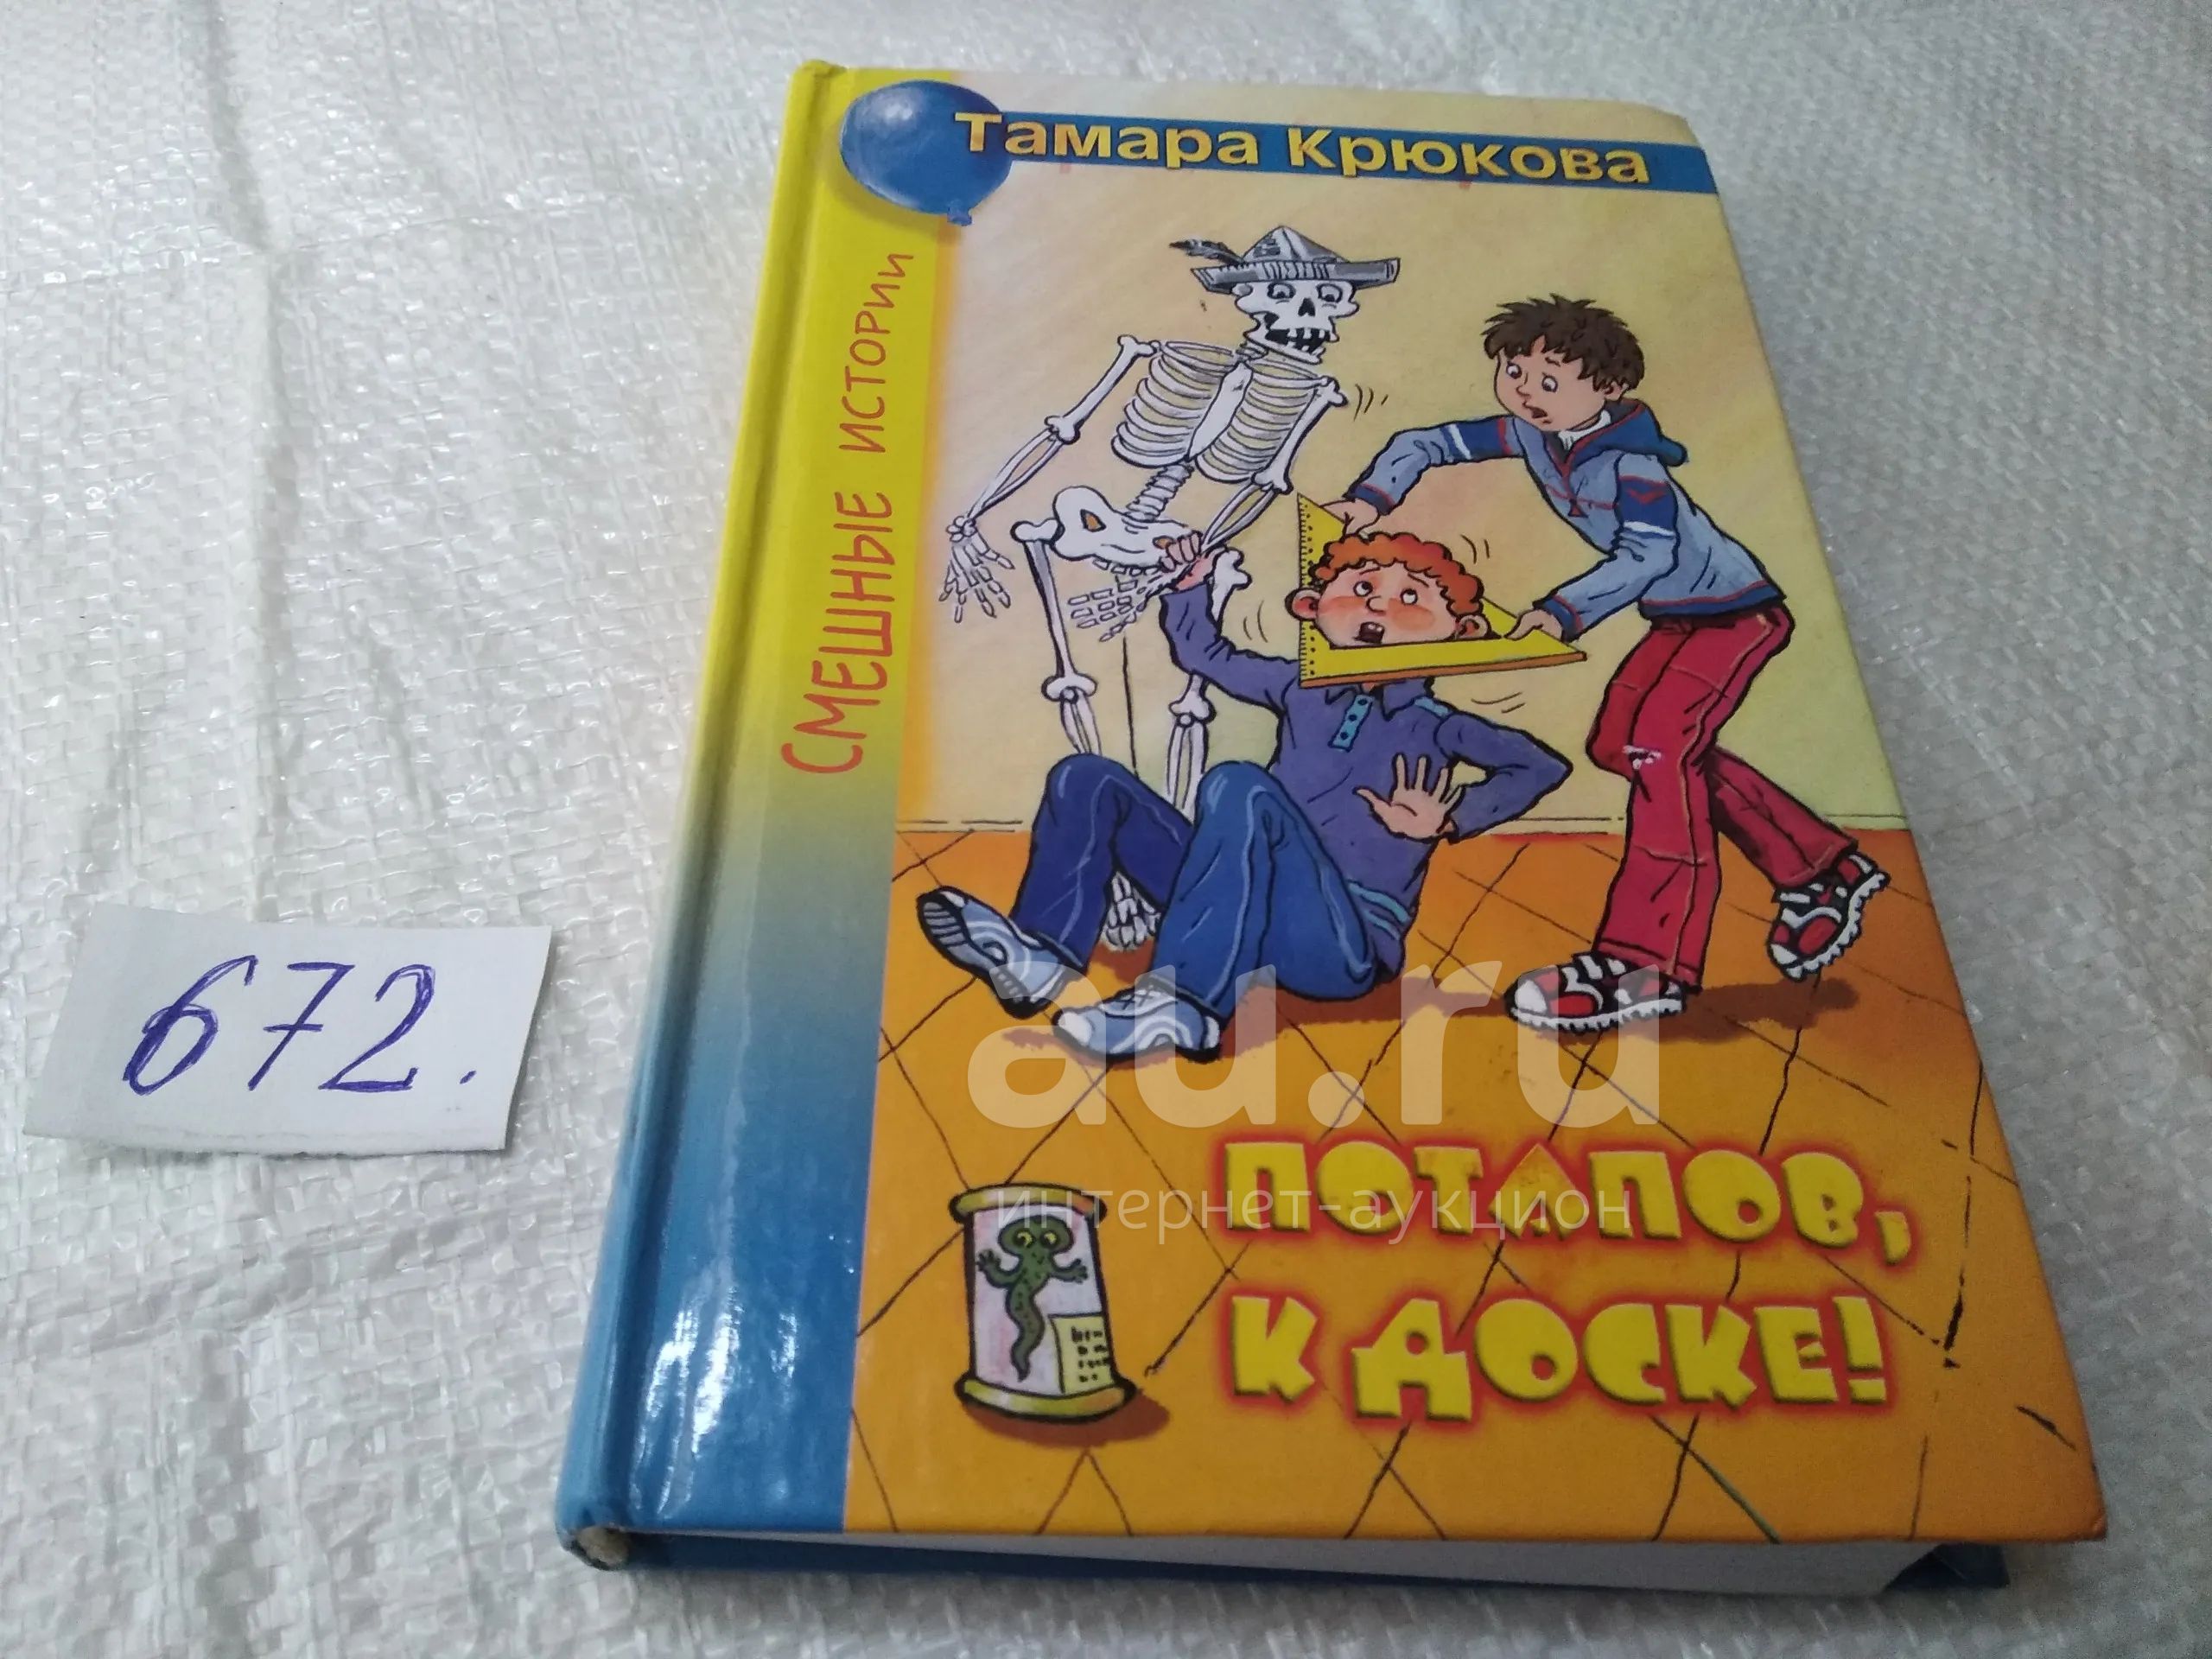 Тамара Крюкова
Смешные истории
672.
au.ru
интернет-аукцион
Потапов,
к доске!